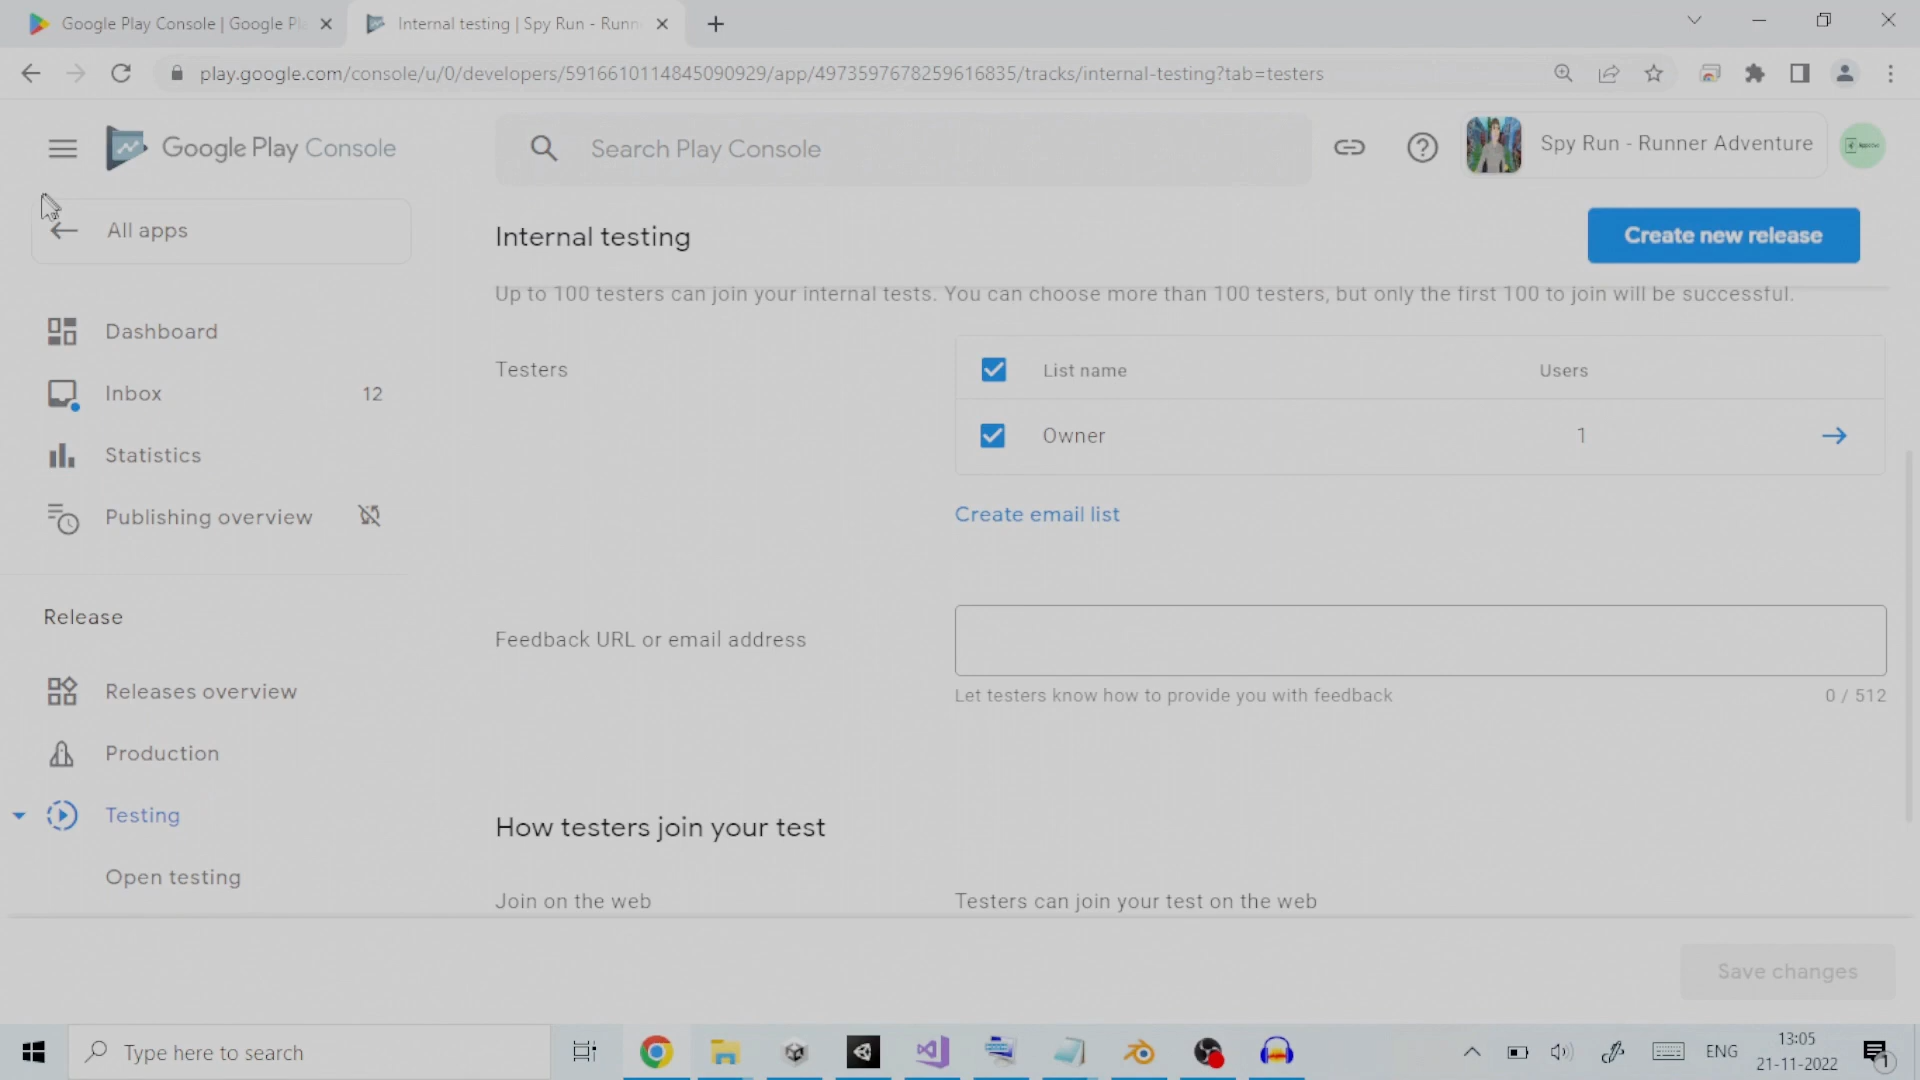 Google Play Console | Google Pl
Internal testing | Spy Run - Runn
play.google.com/console/u/0/developers/5916610114845090929/app/4973597678259616835/tracks/internal-testing?tab=testers
Google Play Console
Search Play Console
Spy Run - Runner Adventure
All apps
Internal testing
Create new release
Up to 100 testers can join your internal tests. You can choose more than 100 testers, but only the first 100 to join will be successful.
Dashboard
Testers
List name
Users
Inbox
12
Owner
1
Statistics
Publishing overview
Create email list
Release
Feedback URL or email address
Releases overview
Let testers know how to provide you with feedback
0 / 512
Production
Testing
How testers join your test
Open testing
Join on the web
Testers can join your test on the web
Save changes
Type here to search
ENG
13:05
21-11-2022
1